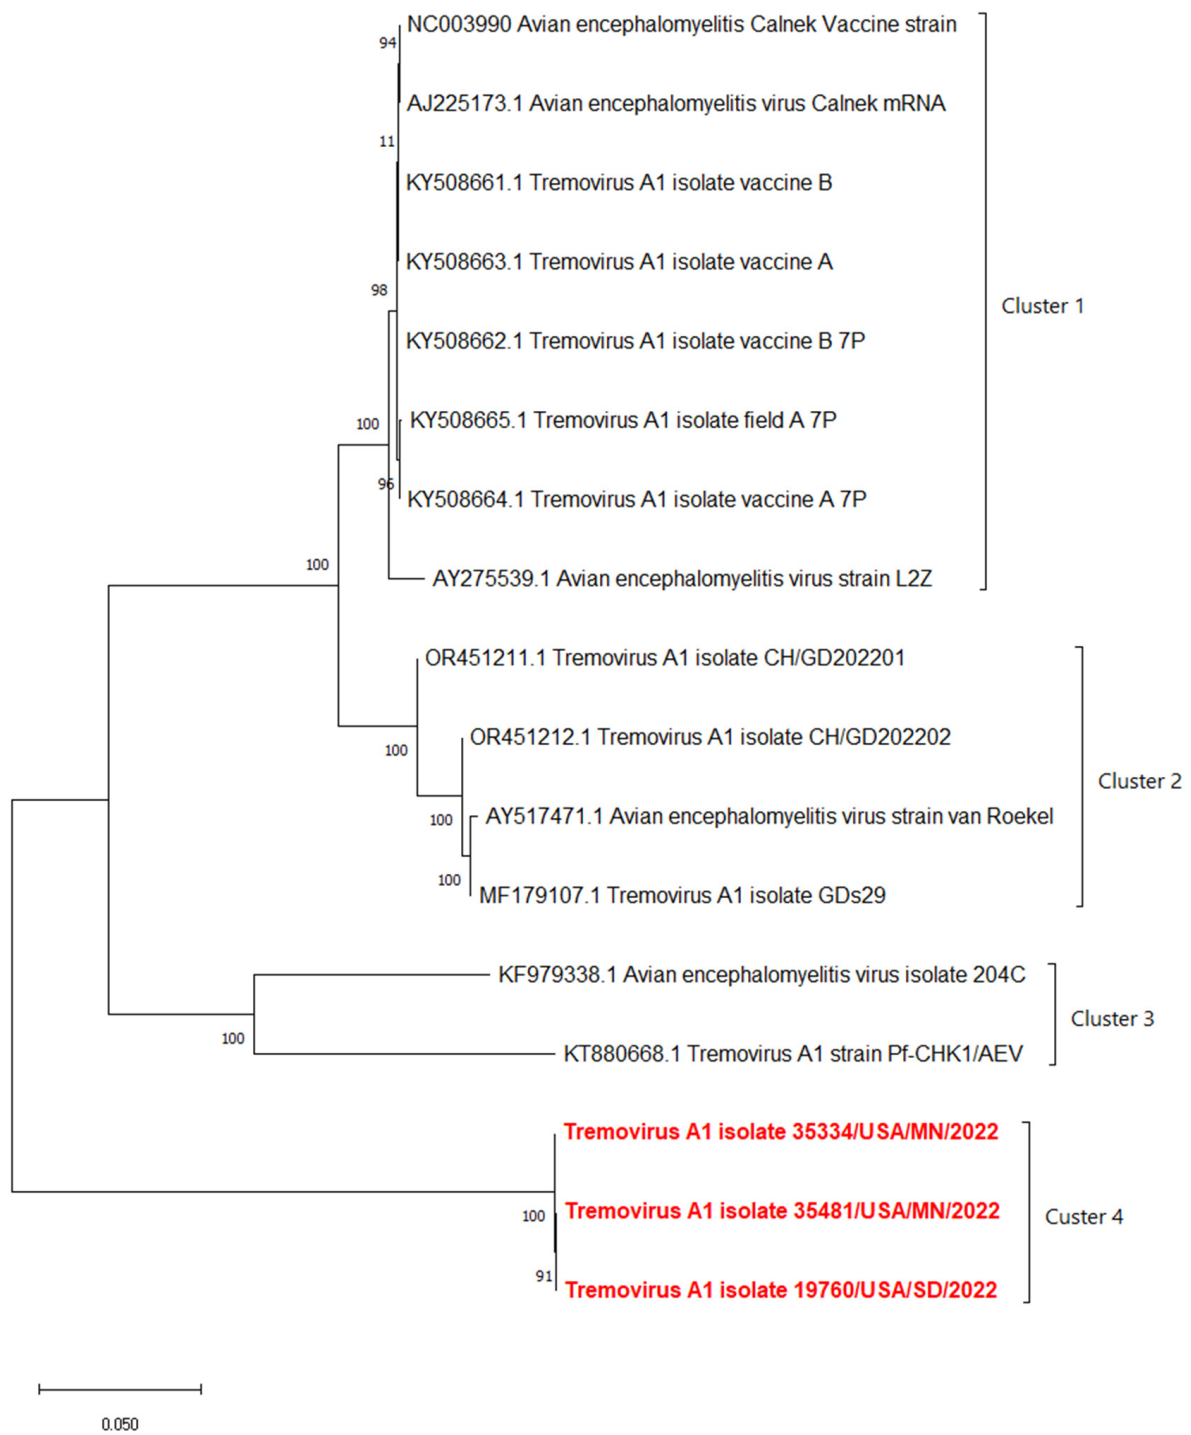 NC003990 Avian encephalomyelitis Calnek Vaccine strain
94
AJ225173.1 Avian encephalomyelitis virus Calnek mRNA
11
KY508661.1 Tremovirus A1 isolate vaccine B
KY508663.1 Tremovirus A1 isolate vaccine A
98
Cluster 1
KY508662.1 Tremovirus A1 isolate vaccine B 7P
KY508665.1 Tremovirus A1 isolate field A 7P
100
96
KY508664.1 Tremovirus A1 isolate vaccine A 7P
100
AY275539.1 Avian encephalomyelitis virus strain L2Z
OR451211.1 Tremovirus A1 isolate CH/GD202201
OR451212.1 Tremovirus A1 isolate CH/GD202202
100
Cluster 2
AY517471.1 Avian encephalomyelitis virus strain van Roekel
100
100
MF179107.1 Tremovirus A1 isolate GDs29
KF979338.1 Avian encephalomyelitis virus isolate 204C
Cluster 3
100
KT880668.1 Tremovirus A1 strain Pf-CHK1/AEV
Tremovirus A1 isolate 35334/USA/MN/2022
Tremovirus A1 isolate 35481/USA/MN/2022
100
Custer 4
91
Tremovirus A1 isolate 19760/USA/SD/2022
0.050